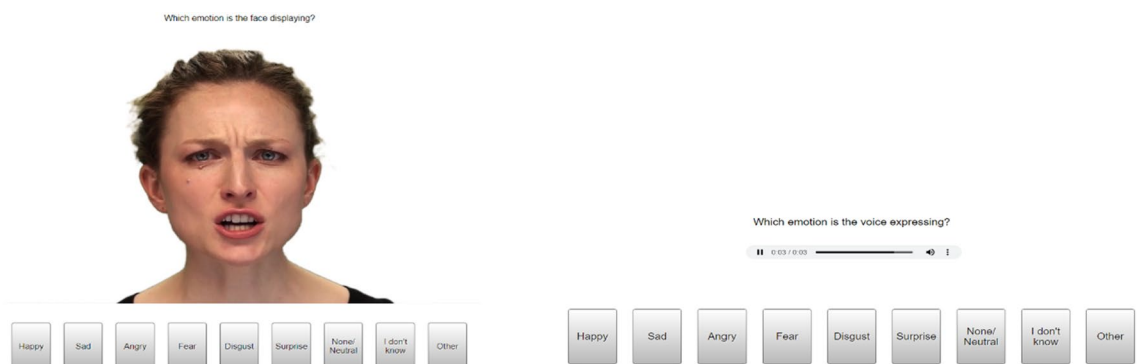 Which emotion is the face displaying?
Happy
Sad
Angry
Fear
Disgust
Surprise
None/
Neutral
I don't
know
Other
Which emotion is the voice expressing?
0:03 / 0:03
Happy
Sad
Angry
Fear
Disgust
Surprise
None/
Neutral
I don't
know
Other